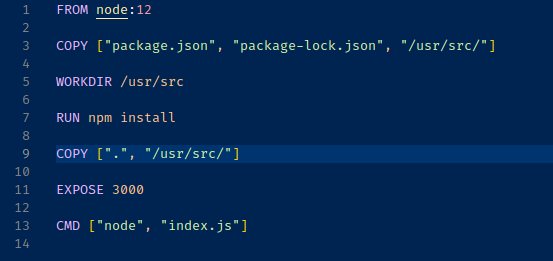 1 FROM node:12
2
3 COPY ["package.json", "package-lock.json", "/usr/src/"]
4
5 WORKDIR /usr/src
6
7 RUN npm install
8
9 COPY [".", "/usr/src/"]
10
11 EXPOSE 3000
12
13 CMD ["node", "index.js"]
14